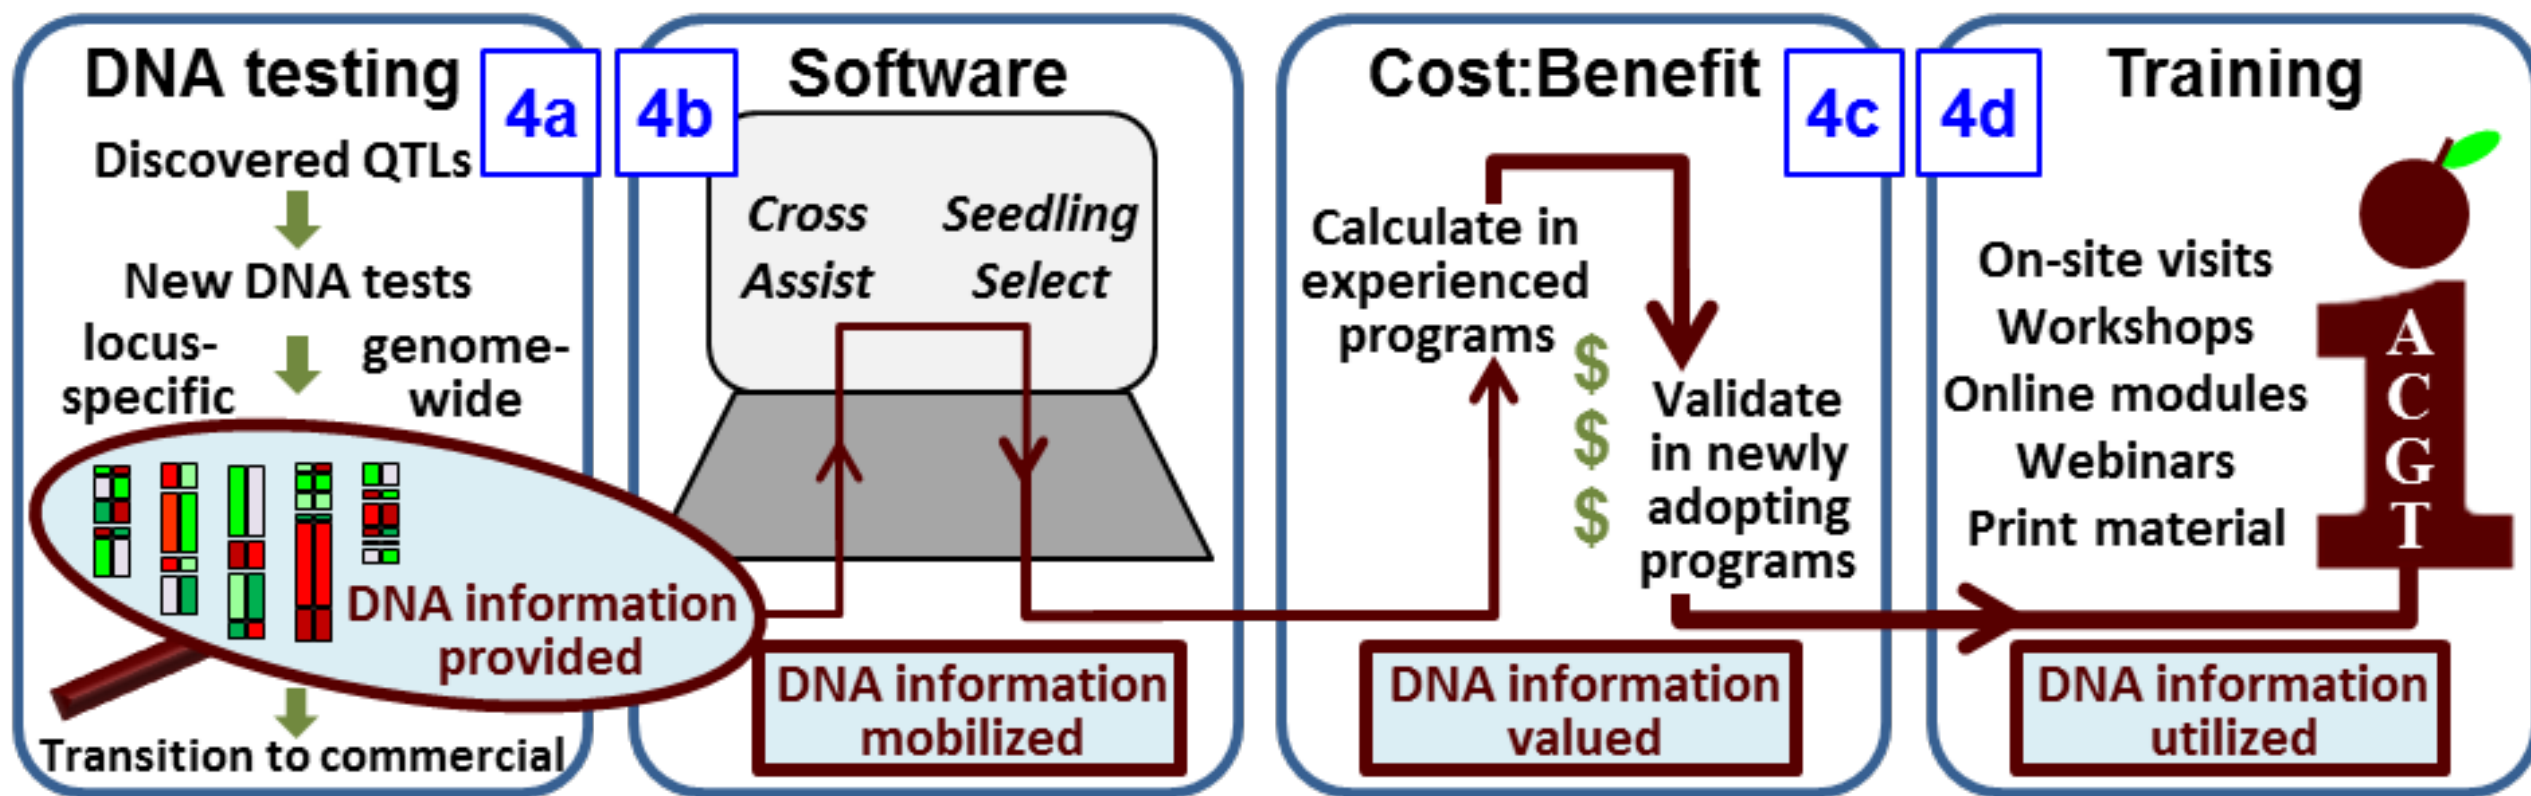 DNA testing
4a
Discovered QTLs
New DNA tests
locus-
specific
genome-
wide
DNA information
provided
Transition to commercial
4b
Software
Cross
Assist
Seedling
Select
DNA information
mobilized
Cost:Benefit
4c
Calculate in
experienced
programs
$
$
$
Validate
in newly
adopting
programs
DNA information
valued
4d
Training
On-site visits
Workshops
Online modules
Webinars
Print material
A
C
G
T
DNA information
utilized